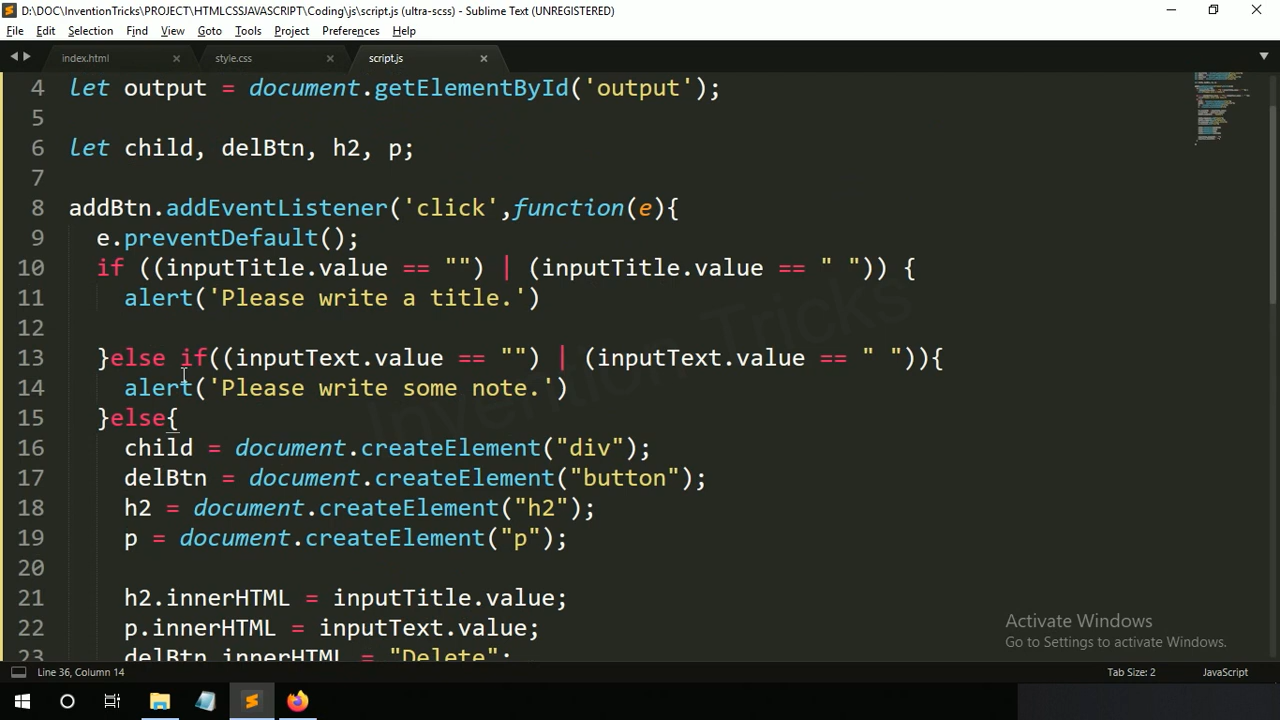 D:\DOC\InventionTricks\PROJECT\HTMLCSSJAVASCRIPT\Coding\js\script.js (ultra-scss) - Sublime Text (UNREGISTERED)
File Edit Selection Find View Goto Tools Project Preferences Help
index.html style.css script.js
4 let output = document.getElementById('output');
5
6 let child, delBtn, h2, p;
7
8 addBtn.addEventListener('click',function(e){
9 e.preventDefault();
10 if ((inputTitle.value == "") | (inputTitle.value == " ")) {
11 alert('Please write a title.')
12
13 }else if((inputText.value == "") | (inputText.value == " ")){
14 alert('Please write some note.')
15 }else{
16 child = document.createElement("div");
17 delBtn = document.createElement("button");
18 h2 = document.createElement("h2");
19 p = document.createElement("p");
20
21 h2.innerHTML = inputTitle.value;
22 p.innerHTML = inputText.value;
23 delBtn.innerHTML = "Delete";
Invention Tricks
Activate Windows
Go to Settings to activate Windows.
Line 36, Column 14 Tab Size: 2 JavaScript